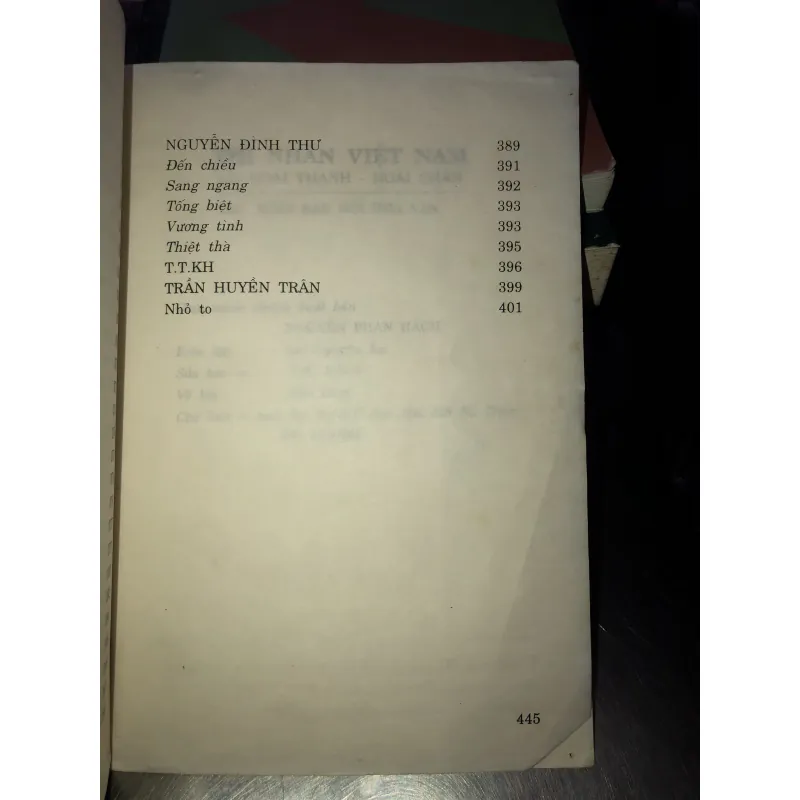 NGUYỄN ĐÌNH THƯ 389
Đến chiều 391
Sang ngang 392
Tống biệt 393
Vương tình 393
Thiệt thà 395
T.T.KH 396
TRẦN HUYỀN TRÂN 399
Nhỏ to 401
445